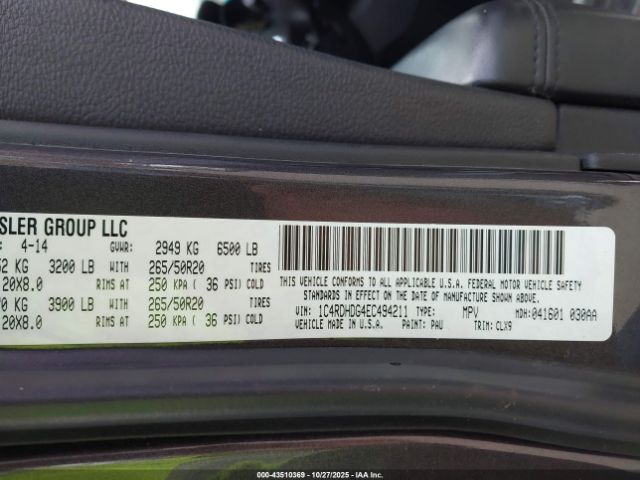 SLER GROUP LLC
: 4-14 GVWR: 2949 KG 6500 LB
52 KG 3200 LB WITH 265/50R20 TIRES
20X8.0 RIMS AT 250 KPA ( 36 PSI) COLD
0 KG 3900 LB WITH 265/50R20 TIRES
20X8.0 RIMS AT 250 KPA ( 36 PSI) COLD
THIS VEHICLE CONFORMS TO ALL APPLICABLE U.S.A. FEDERAL MOTOR VEHICLE SAFETY
STANDARDS IN EFFECT ON THE DATE OF MANUFACTURE SHOWN ABOVE.
VIN: 1C4RDHDG4EC494211 TYPE: MPV MDH: 041601 030AA
VEHICLE MADE IN U.S.A. PAINT: PAU TRIM: CLX9
00-43510369 | 10/27/2025 | IAA Inc.